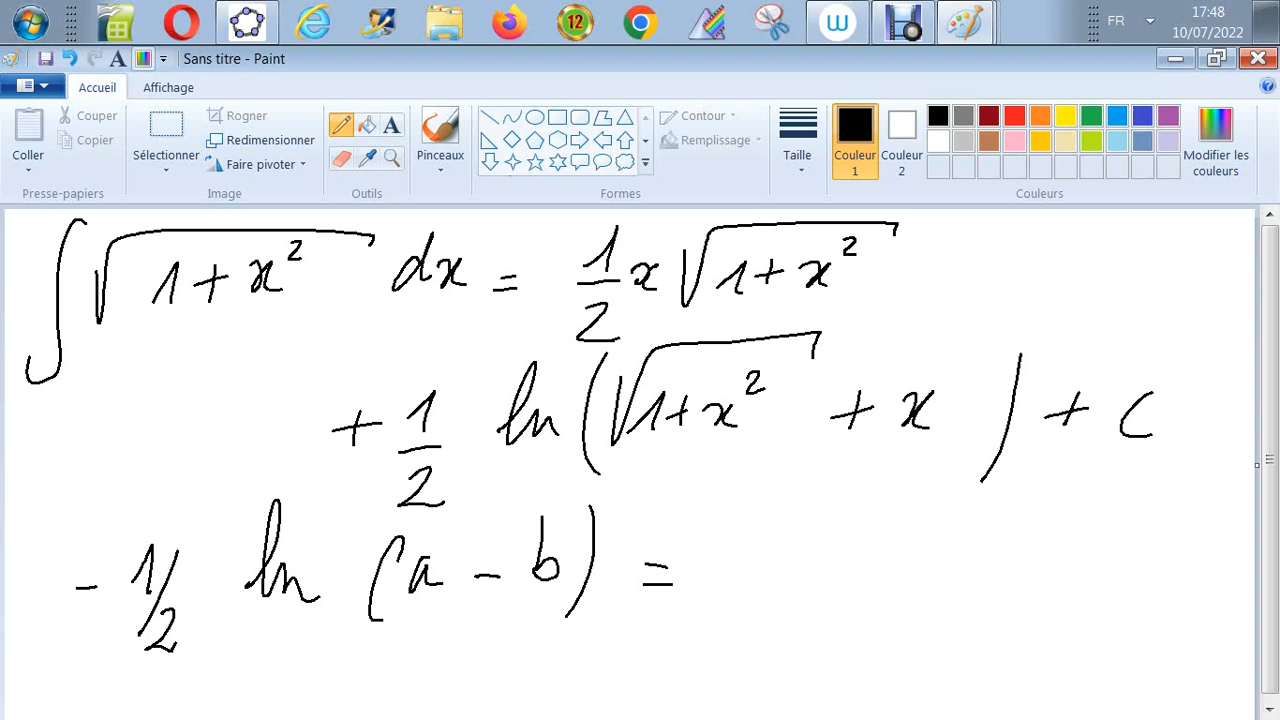 12
W
FR
17:48
10/07/2022
Sans titre - Paint
Accueil
Affichage
Coller
Couper
Copier
Presse-papiers
Sélectionner
Rogner
Redimensionner
Faire pivoter
Image
A
Outils
Pinceaux
Contour
Remplissage
Formes
Taille
Couleur 1
Couleur 2
Modifier les couleurs
Couleurs
∫ √(1+x²) dx = 1/2 x √(1+x²)
+ 1/2 ln(√(1+x²) + x) + c
- 1/2 ln (a - b) =